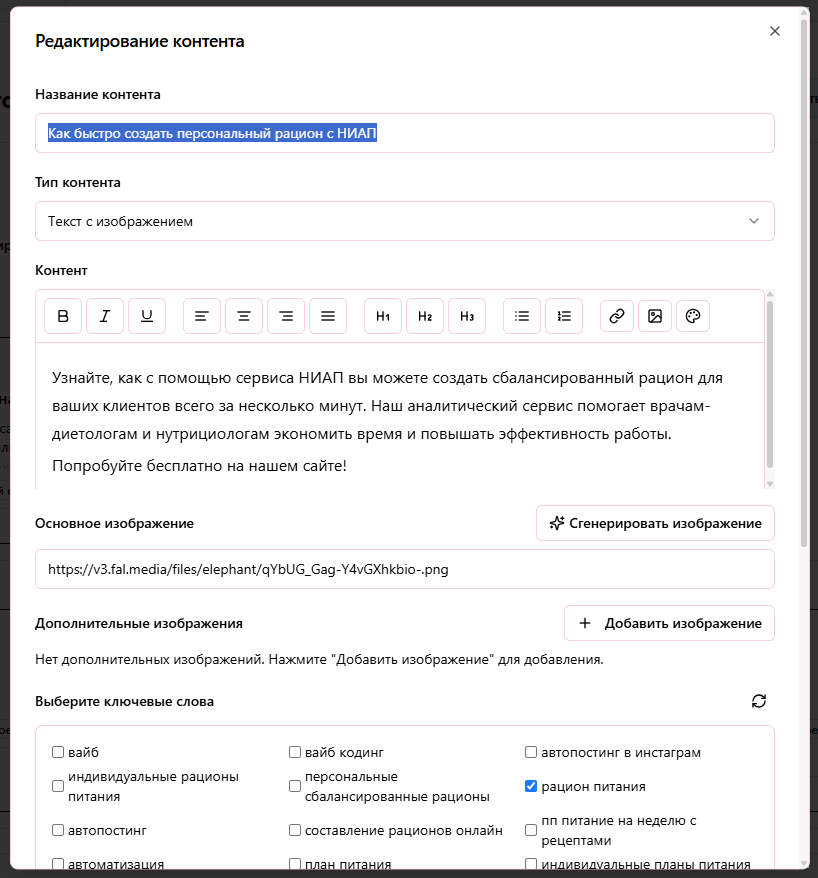 Редактирование контента
Название контента
Как быстро создать персональный рацион с НИАП
Тип контента
Текст с изображением
Контент
B I U H1 H2 H3
Узнайте, как с помощью сервиса НИАП вы можете создать сбалансированный рацион для
ваших клиентов всего за несколько минут. Наш аналитический сервис помогает врачам-
диетологам и нутрициологам экономить время и повышать эффективность работы.
Попробуйте бесплатно на нашем сайте!
Основное изображение
Сгенерировать изображение
https://v3.fal.media/files/elephant/qYbUG_Gag-Y4vGXhkbio-.png
Дополнительные изображения
Добавить изображение
Нет дополнительных изображений. Нажмите "Добавить изображение" для добавления.
Выберите ключевые слова
вайб
вайб кодинг
автопостинг в инстаграм
индивидуальные рационы
питания
персональные
сбалансированные рационы
рацион питания
автопостинг
составление рационов онлайн
пп питание на неделю с
рецептами
автоматизация
план питания
индивидуальные планы питания